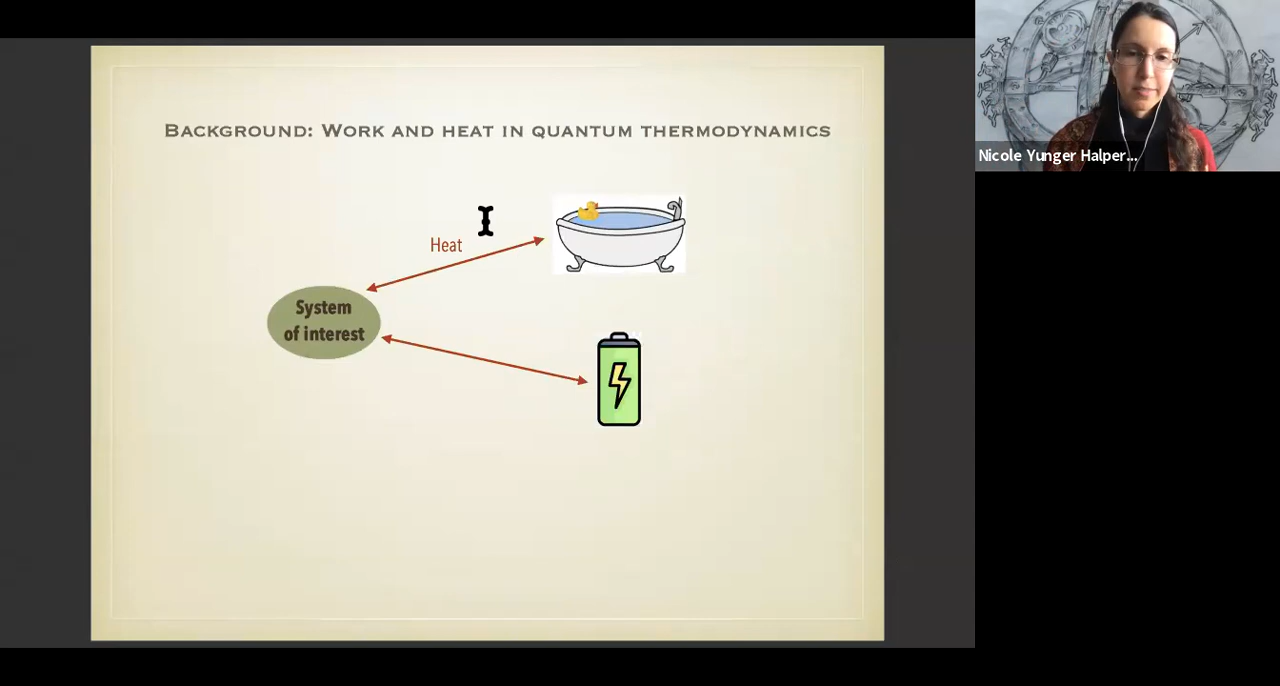 Background: Work and heat in quantum thermodynamics
Heat
System
of interest
Nicole Yunger Halper...